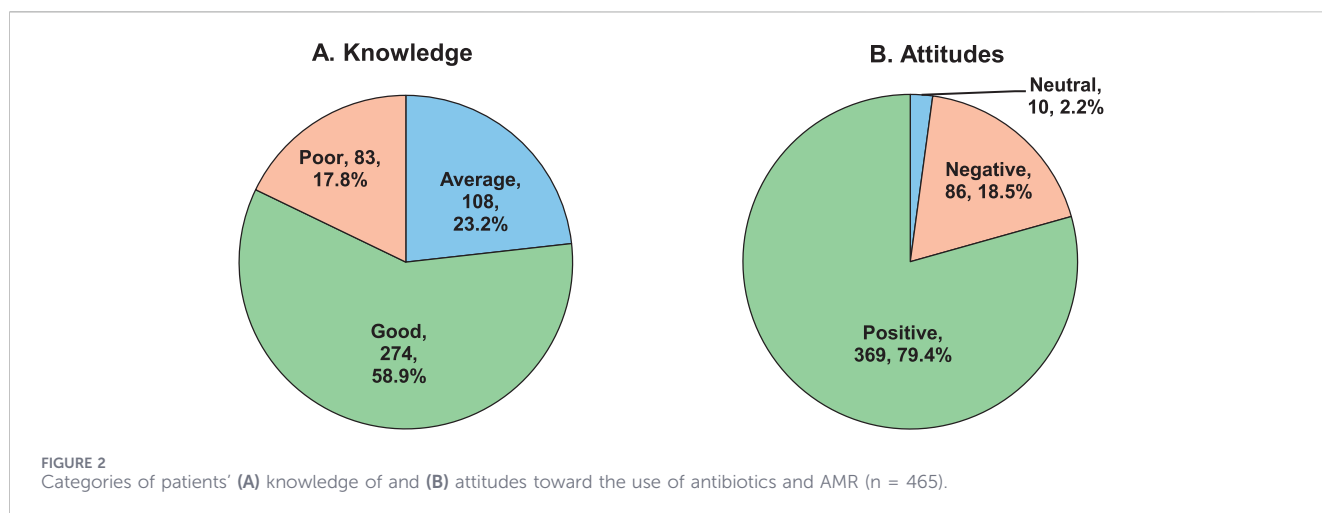 A. Knowledge
Poor, 83,
17.8%
Average,
108,
23.2%
Good,
274,
58.9%
B. Attitudes
Neutral,
10, 2.2%
Negative,
86, 18.5%
Positive,
369, 79.4%
FIGURE 2
Categories of patients’ (A) knowledge of and (B) attitudes toward the use of antibiotics and AMR (n = 465).